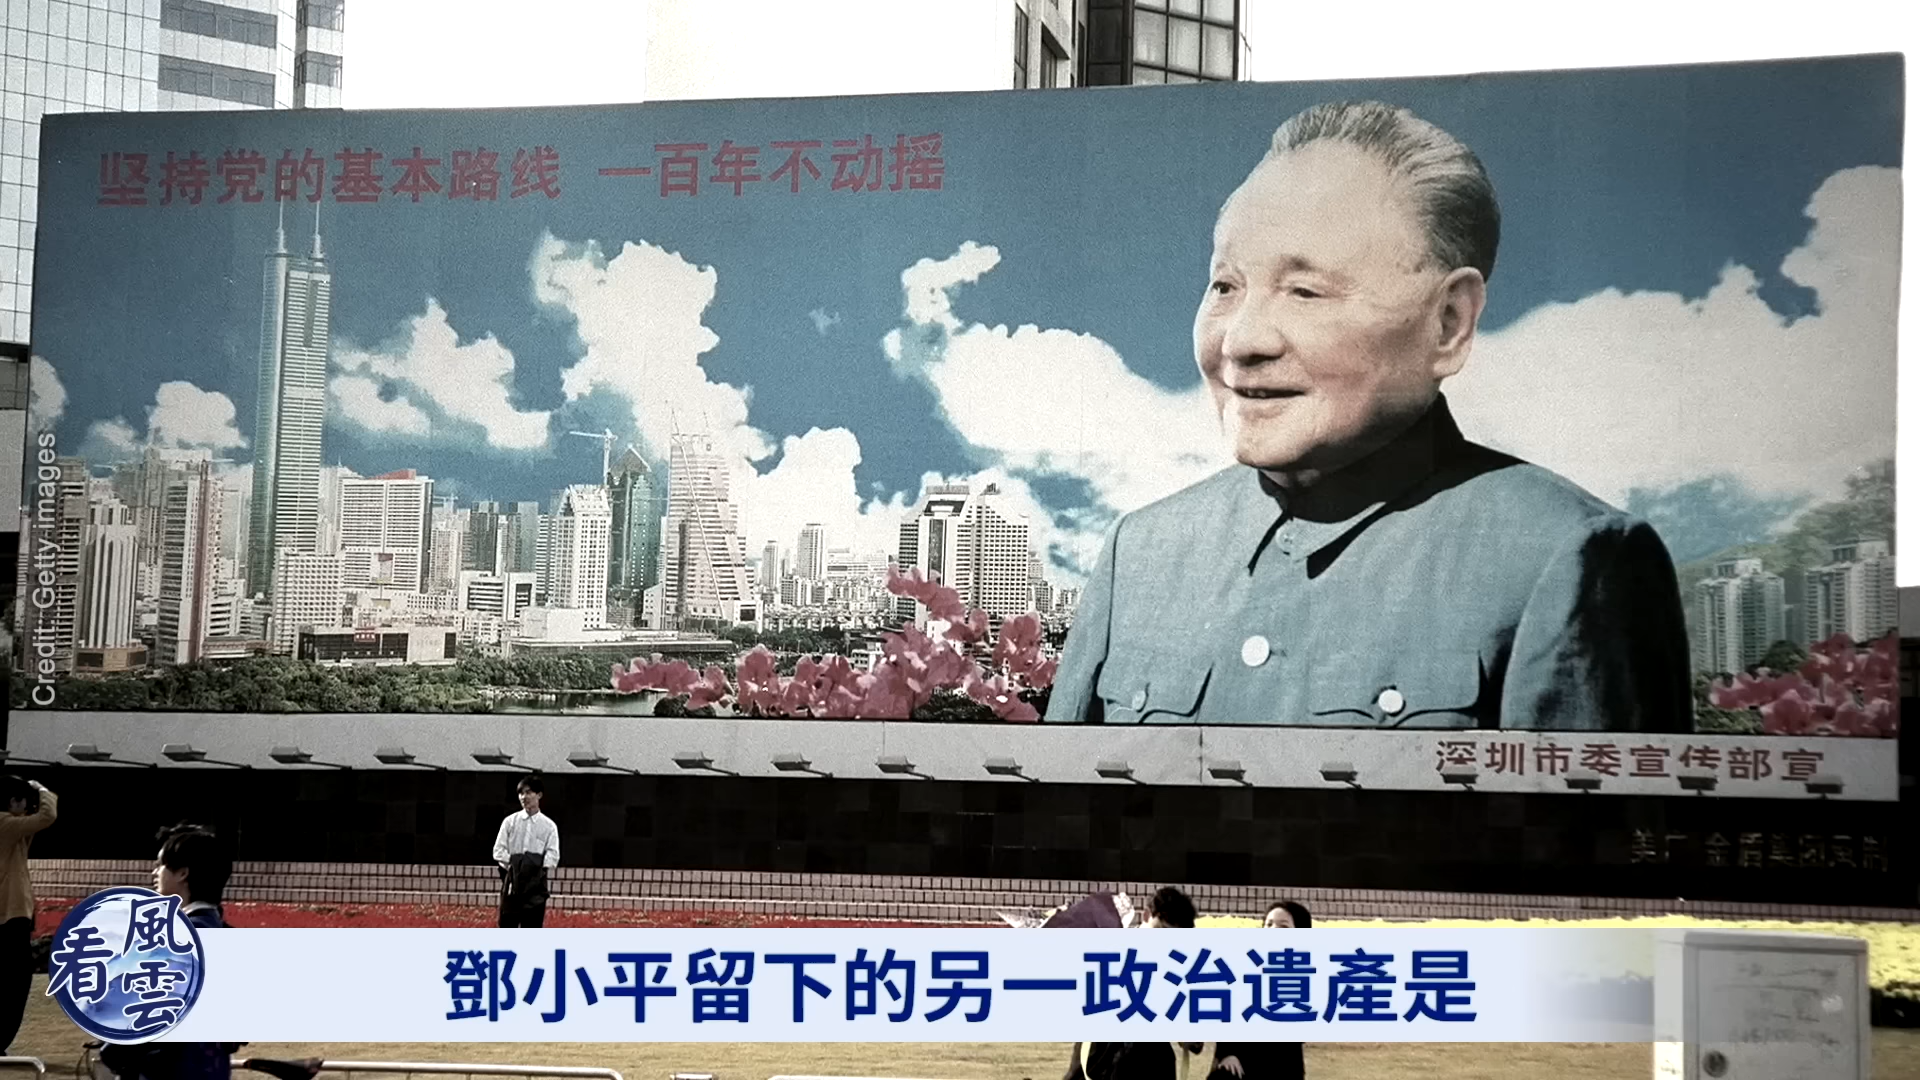 坚持党的基本路线 一百年不动摇
Credit: Getty images
深圳市委宣传部宣
看風雲
鄧小平留下的另一政治遺產是